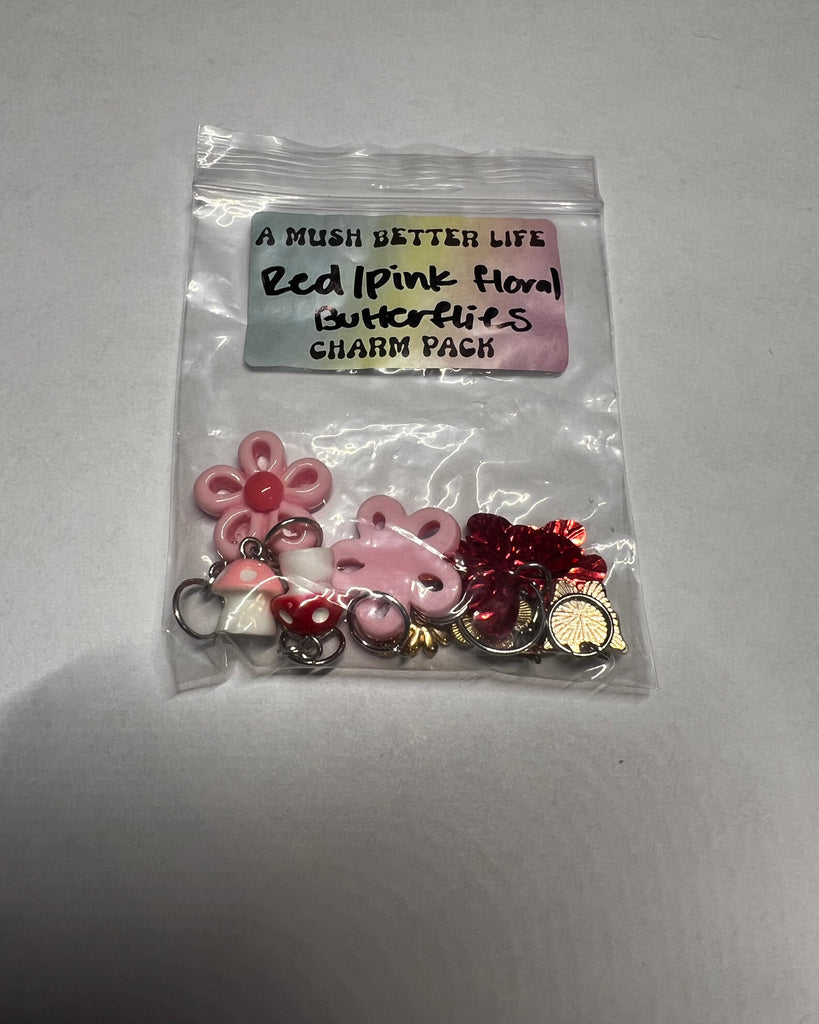 A MUSH BETTER LIFE
Red/pink floral
Butterflies
CHARM PACK